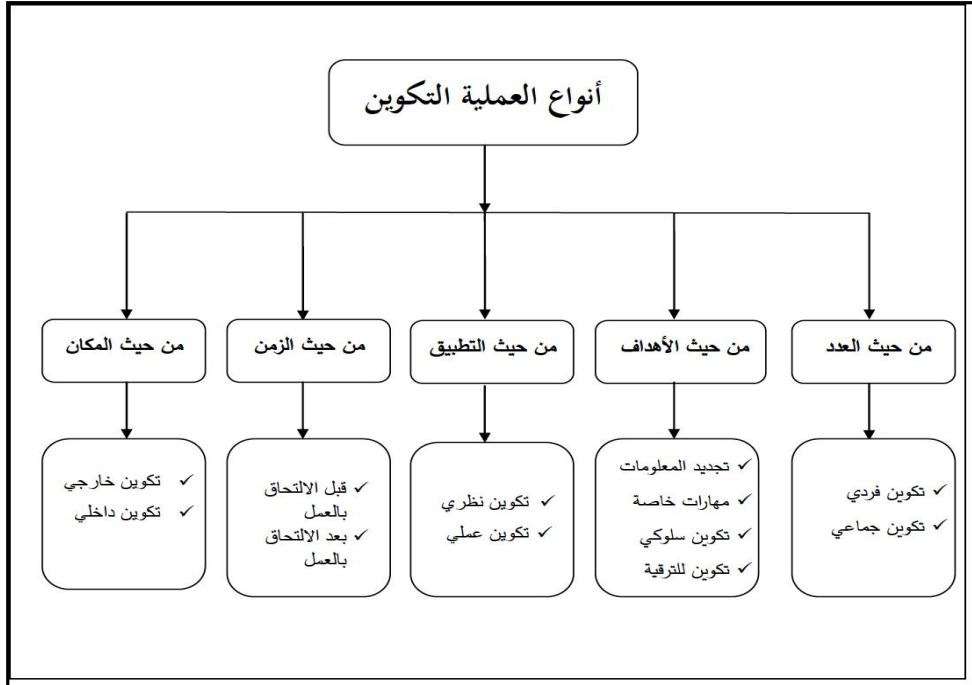 أنواع العملية التكوين
من حيث العدد
من حيث الأهداف
من حيث التطبيق
من حيث الزمن
من حيث المكان
✓ تكوين فردي
✓ تكوين جماعي
✓ تجديد المعلومات
✓ مهارات خاصة
✓ تكوين سلوكي
✓ تكوين للترقية
✓ تكوين نظري
✓ تكوين عملي
✓ قبل الالتحاق
بالعمل
✓ بعد الالتحاق
بالعمل
✓ تكوين خارجي
✓ تكوين داخلي